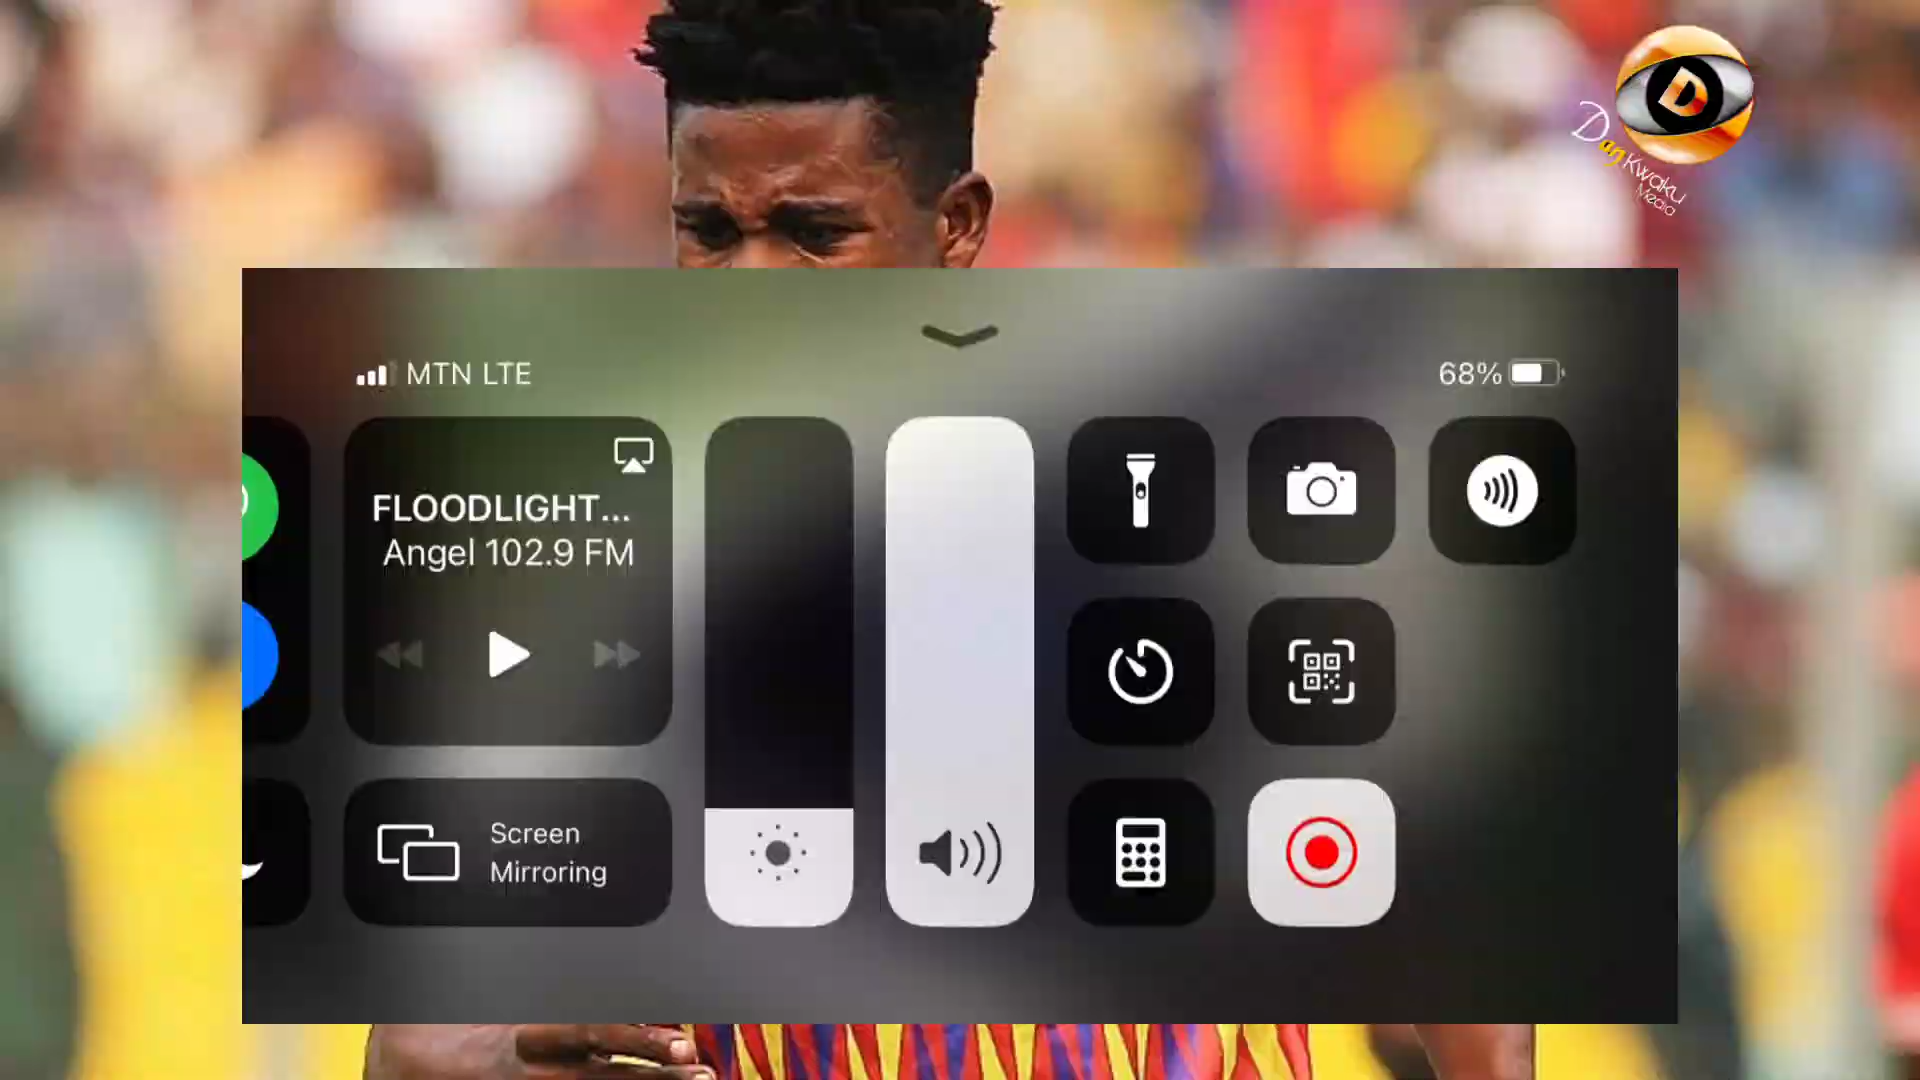 D
Dan Kwaku
Media
MTN LTE
68%
FLOODLIGHT...
Angel 102.9 FM
Screen
Mirroring